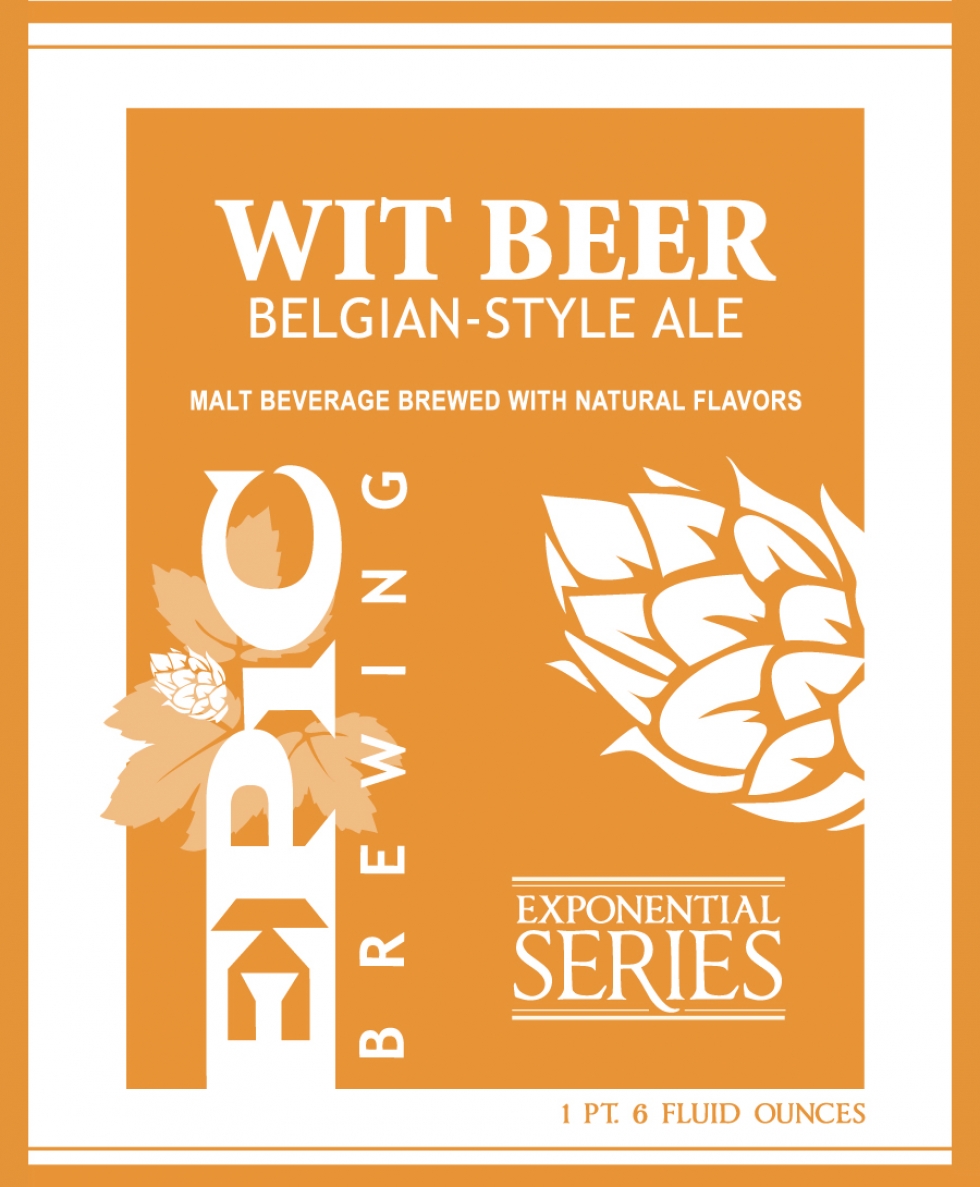 WIT BEER
BELGIAN-STYLE ALE
MALT BEVERAGE BREWED WITH NATURAL FLAVORS
EPIC
BREWING
EXPONENTIAL
SERIES
1 PT. 6 FLUID OUNCES